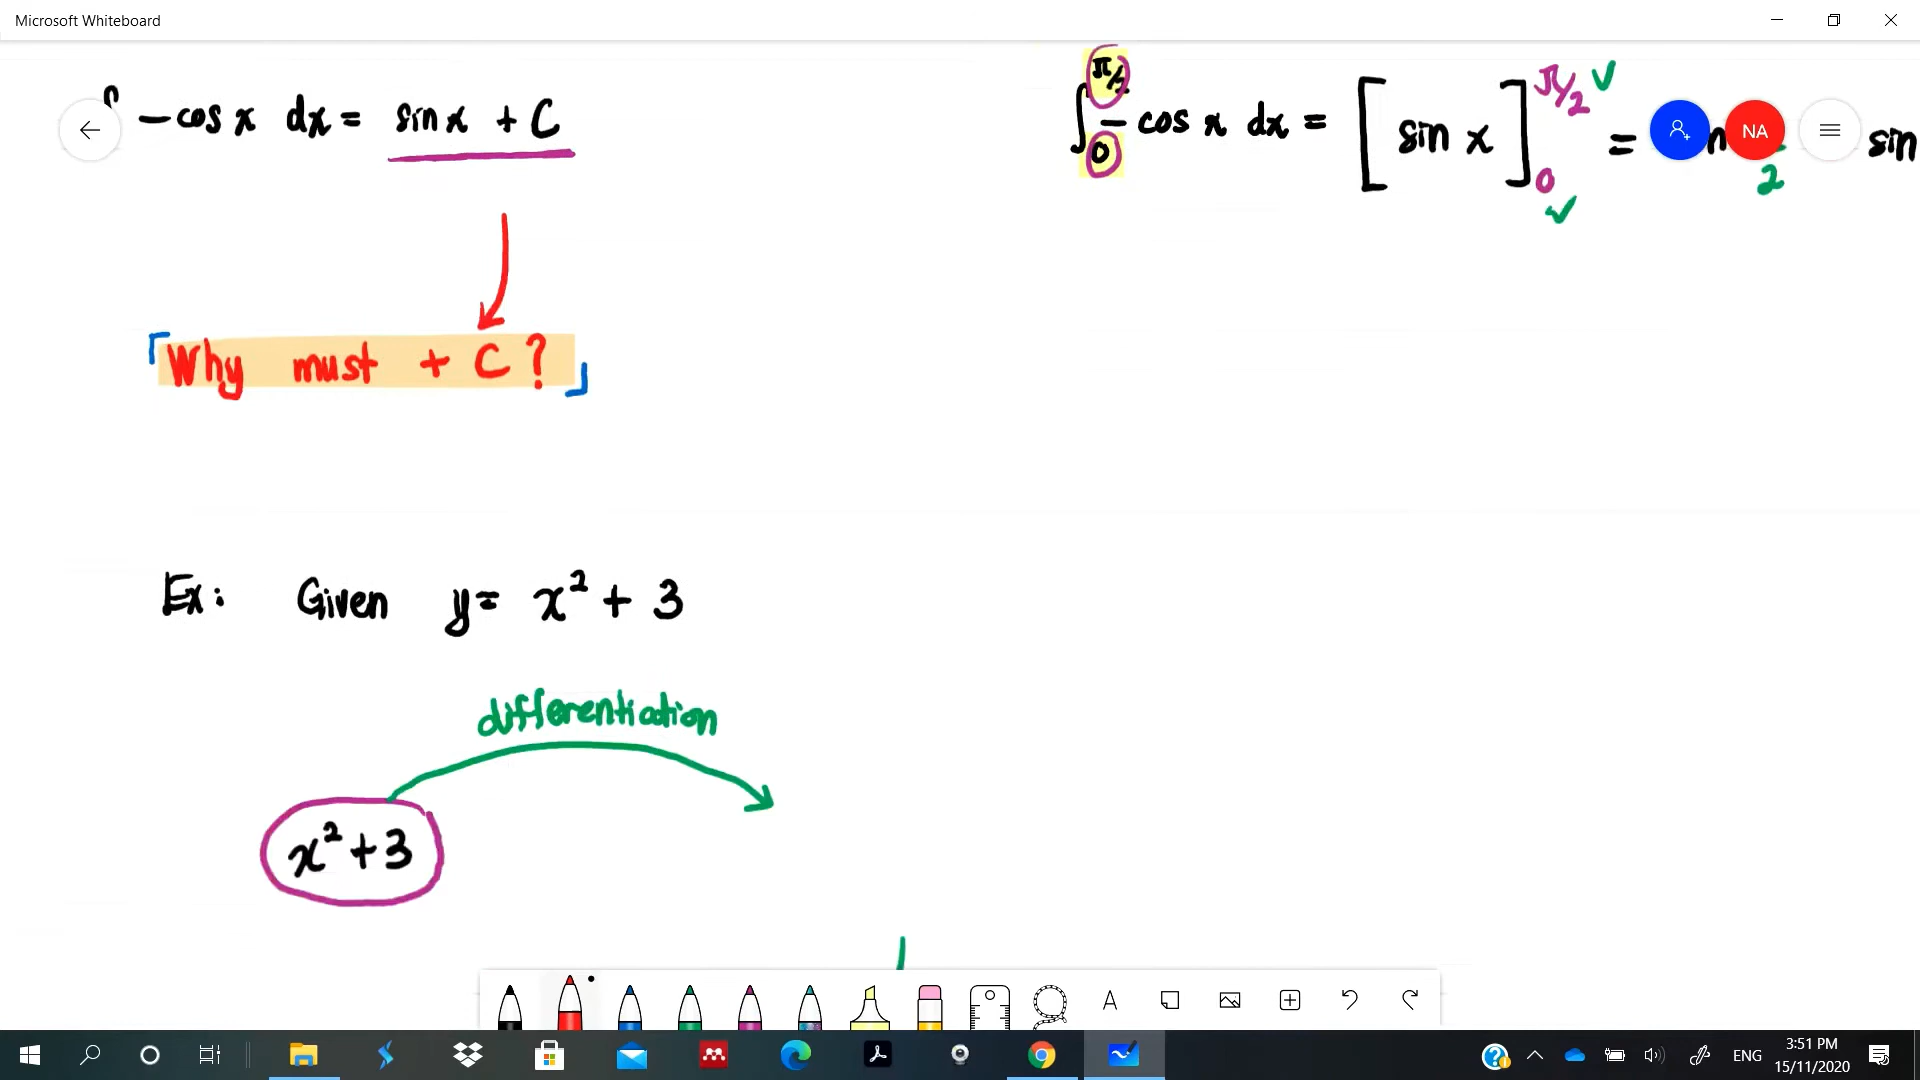 Microsoft Whiteboard
∫ -cos x dx = sin x + C
∫ π/2 0 - cos x dx = [ sin x ] π/2 ✓ 0 ✓ = 2 sin
NA
「Why must + C ?」
Ex: Given y = x² + 3
differentiation
x² + 3
A
ENG
3:51 PM
15/11/2020